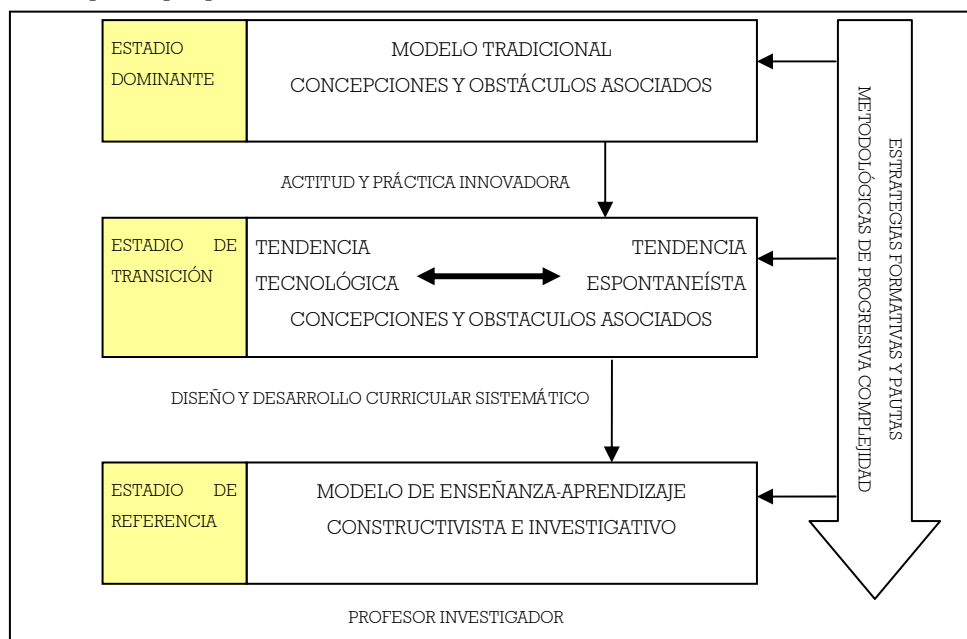 ESTADIO
DOMINANTE
MODELO TRADICIONAL
CONCEPCIONES Y OBSTÁCULOS ASOCIADOS
ACTITUD Y PRÁCTICA INNOVADORA
ESTADIO DE
TRANSICIÓN
TENDENCIA TENDENCIA
TECNOLÓGICA ESPONTANEÍSTA
CONCEPCIONES Y OBSTACULOS ASOCIADOS
DISEÑO Y DESARROLLO CURRICULAR SISTEMÁTICO
ESTADIO DE
REFERENCIA
MODELO DE ENSEÑANZA-APRENDIZAJE
CONSTRUCTIVISTA E INVESTIGATIVO
PROFESOR INVESTIGADOR
ESTRATEGIAS FORMATIVAS Y PAUTAS
METODOLÓGICAS DE PROGRESIVA COMPLEJIDAD